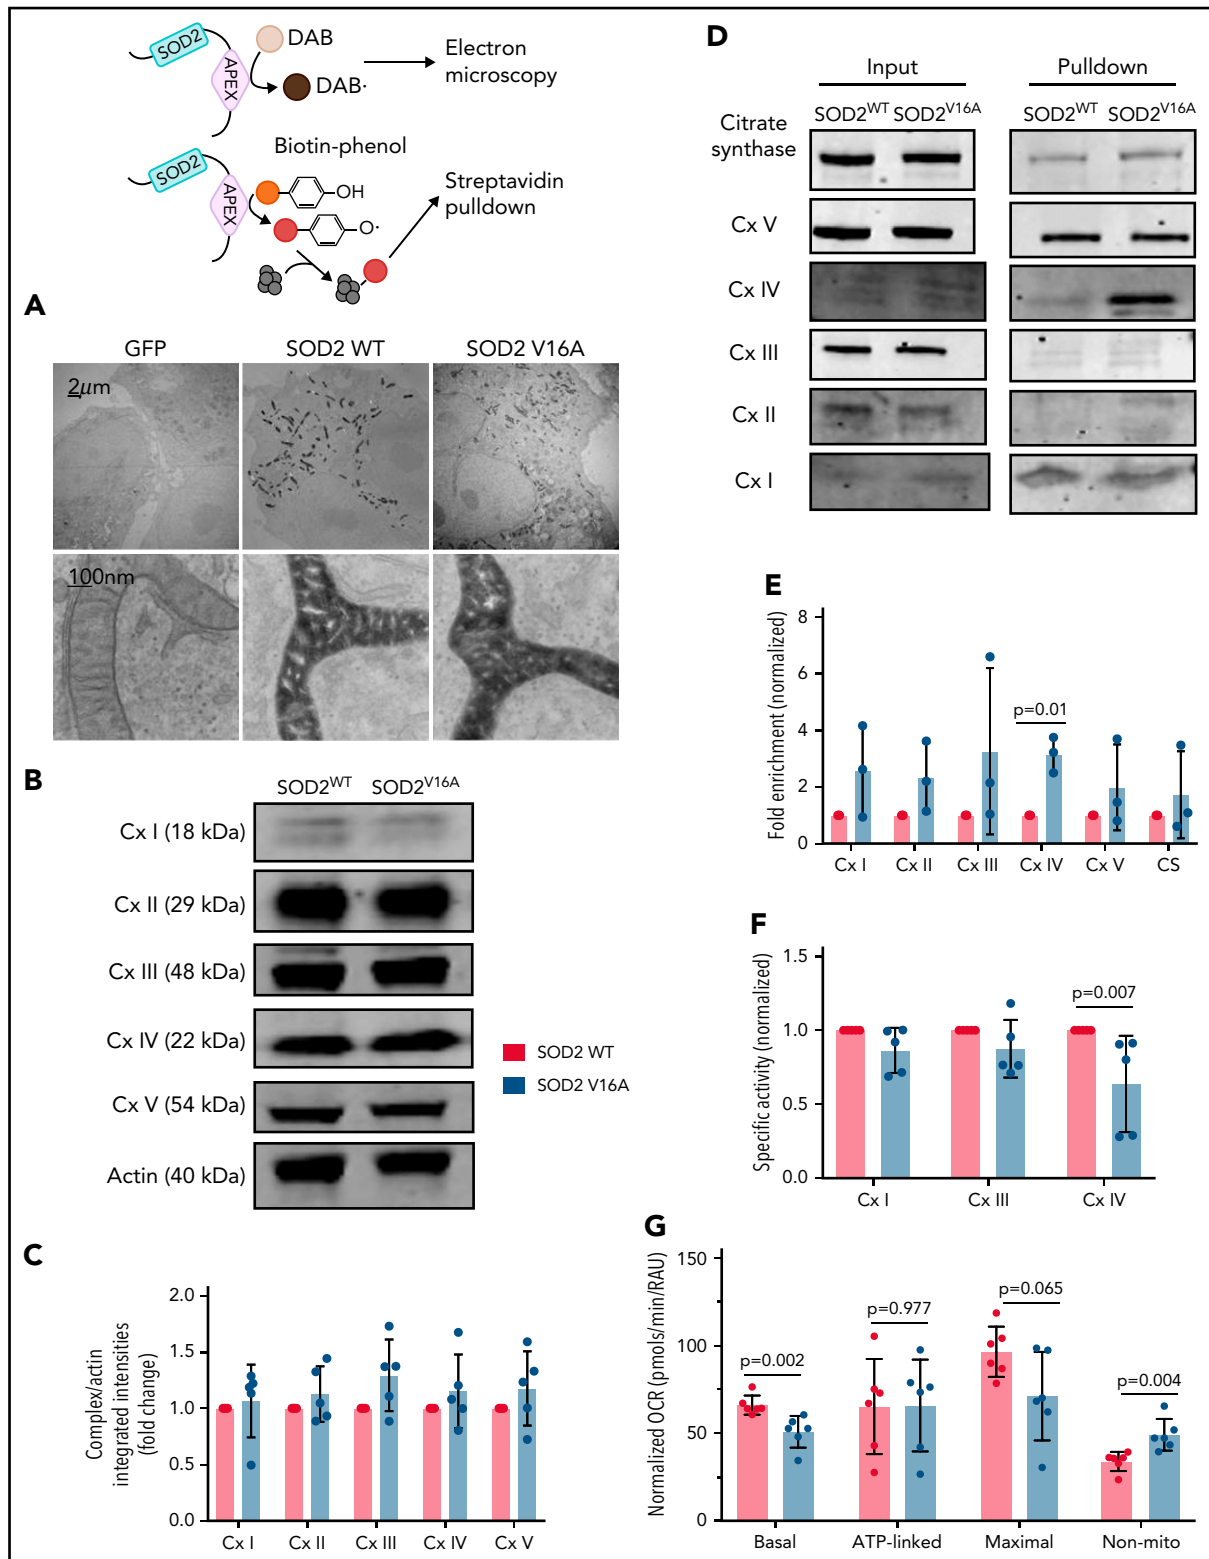 SOD2
APEX
DAB
DAB·
Electron
microscopy
Biotin-phenol
SOD2
APEX
OH
O·
Streptavidin
pulldown
A
GFP
SOD2 WT
SOD2 V16A
2μm
100nm
B
SOD2WT
SOD2V16A
Cx I (18 kDa)
Cx II (29 kDa)
Cx III (48 kDa)
Cx IV (22 kDa)
Cx V (54 kDa)
Actin (40 kDa)
SOD2 WT
SOD2 V16A
C
Complex/actin
integrated intensities
(fold change)
2.0
1.5
1.0
0.5
0.0
Cx I
Cx II
Cx III
Cx IV
Cx V
D
Input
Pulldown
SOD2WT
SOD2V16A
SOD2WT
SOD2V16A
Citrate
synthase
Cx V
Cx IV
Cx III
Cx II
Cx I
E
Fold enrichment (normalized)
8
6
4
2
0
p=0.01
Cx I
Cx II
Cx III
Cx IV
Cx V
CS
F
Specific activity (normalized)
1.5
1.0
0.5
0.0
p=0.007
Cx I
Cx III
Cx IV
G
Normalized OCR (pmols/min/RAU)
150
100
50
0
p=0.002
p=0.977
p=0.065
p=0.004
Basal
ATP-linked
Maximal
Non-mito